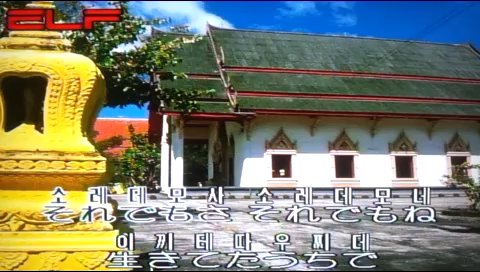 ELF
소레데모사 소레데모네
それでもさ それでもね
이끼테따우찌데
生きてたうちで